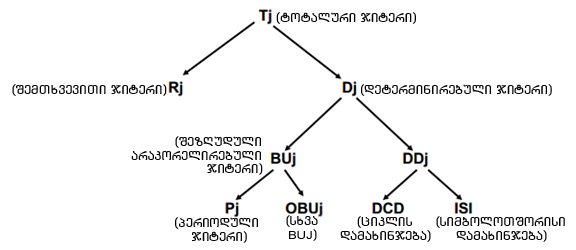 Tj (ტოტალური ჯიტერი)
(შემთხვევითი ჯიტერი) Rj
Dj (დეტერმინირებული ჯიტერი)
(შეზღუდული
არაკორელირებული
ჯიტერი)
BUj
DDj
Pj
(პერიოდული
ჯიტერი)
OBUj
(სხვა
BUJ)
DCD
(ციკლის
დამახინჯება)
ISI
(სიმბოლოთშორისი
დამახინჯება)